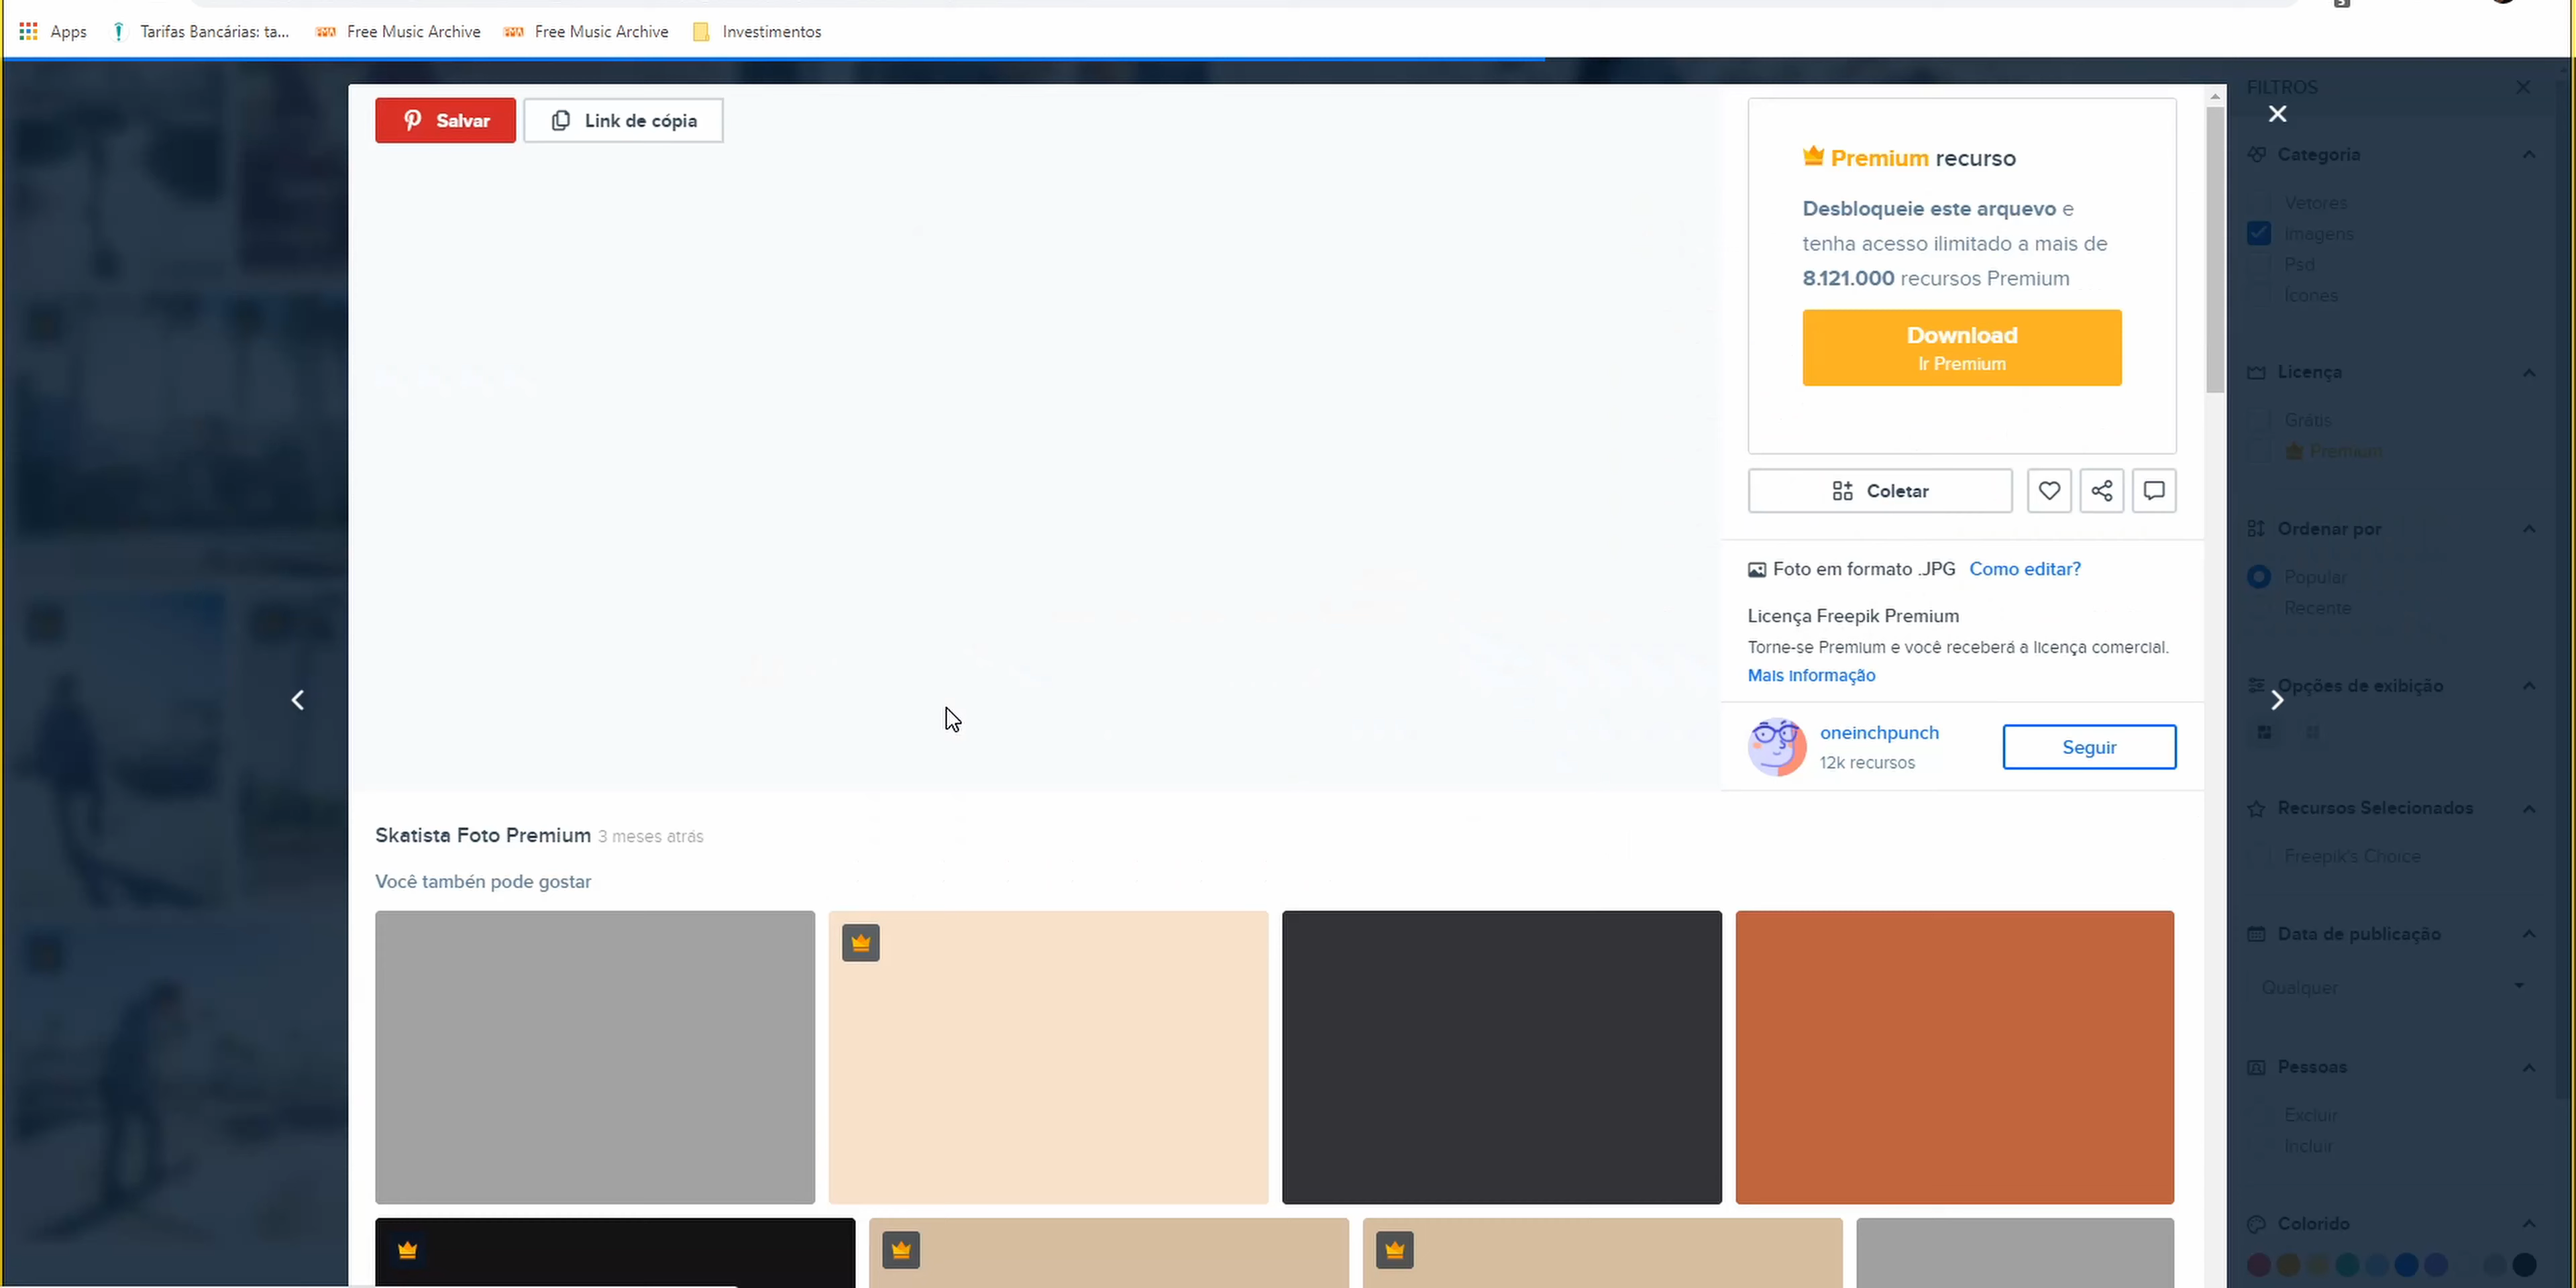 Apps
Tarifas Bancárias: ta...
Free Music Archive
Free Music Archive
Investimentos
Salvar
Link de cópia
Premium recurso
Desbloqueie este arquevo e
tenha acesso ilimitado a mais de
8.121.000 recursos Premium
Download
Ir Premium
Coletar
Foto em formato .JPG Como editar?
Licença Freepik Premium
Torne-se Premium e você receberá a licença comercial.
Mais informação
oneinchpunch
12k recursos
Seguir
Skatista Foto Premium 3 meses atrás
Você tambén pode gostar
FILTROS
Categoria
Vetores
Imagens
Psd
Ícones
Licença
Grátis
Premium
Ordenar por
Popular
Recente
Opções de exibição
Recursos Selecionados
Freepik's Choice
Data de publicação
Qualquer
Pessoas
Excluir
Incluir
Colorido